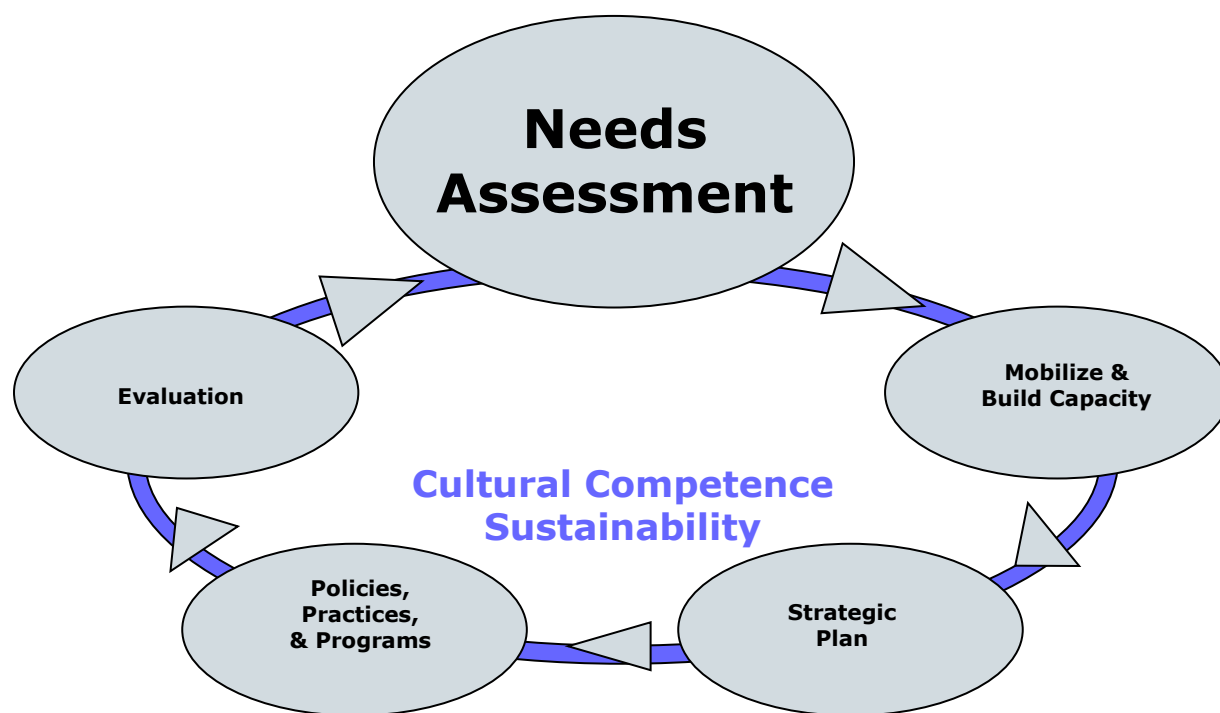 Needs
Assessment
Evaluation
Mobilize &
Build Capacity
Cultural Competence
Sustainability
Policies,
Practices,
& Programs
Strategic
Plan